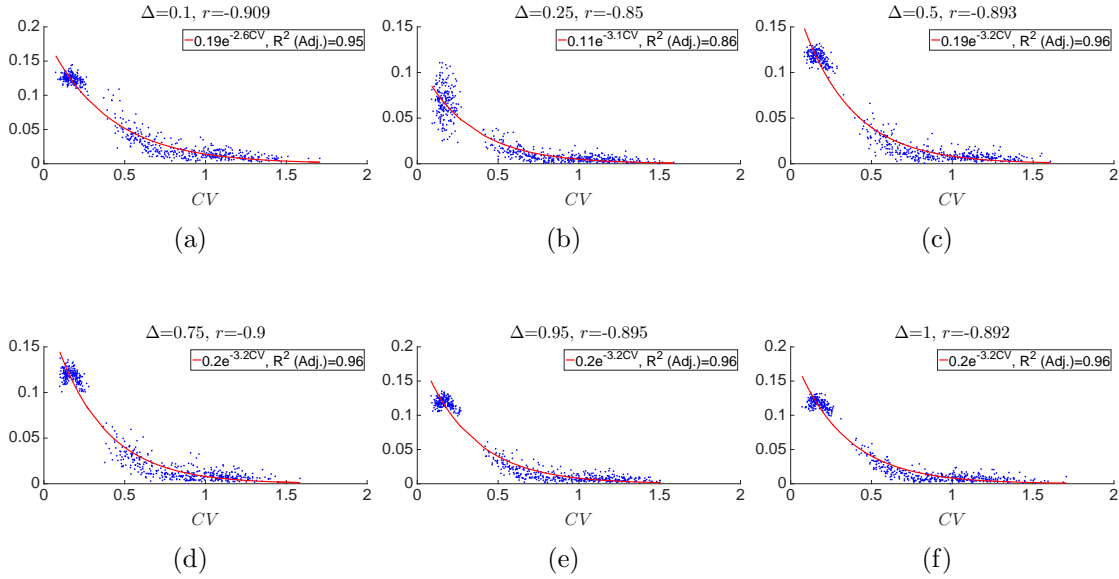 Δ=0.1, r=-0.909
0.19e^-2.6CV, R² (Adj.)=0.95
0.2
0.15
0.1
0.05
0
0 0.5 1 1.5 2
CV
(a)
Δ=0.25, r=-0.85
0.11e^-3.1CV, R² (Adj.)=0.86
0.15
0.1
0.05
0
0 0.5 1 1.5 2
CV
(b)
Δ=0.5, r=-0.893
0.19e^-3.2CV, R² (Adj.)=0.96
0.15
0.1
0.05
0
0 0.5 1 1.5 2
CV
(c)
Δ=0.75, r=-0.9
0.2e^-3.2CV, R² (Adj.)=0.96
0.15
0.1
0.05
0
0 0.5 1 1.5 2
CV
(d)
Δ=0.95, r=-0.895
0.2e^-3.2CV, R² (Adj.)=0.96
0.2
0.15
0.1
0.05
0
0 0.5 1 1.5 2
CV
(e)
Δ=1, r=-0.892
0.2e^-3.2CV, R² (Adj.)=0.96
0.2
0.15
0.1
0.05
0
0 0.5 1 1.5 2
CV
(f)